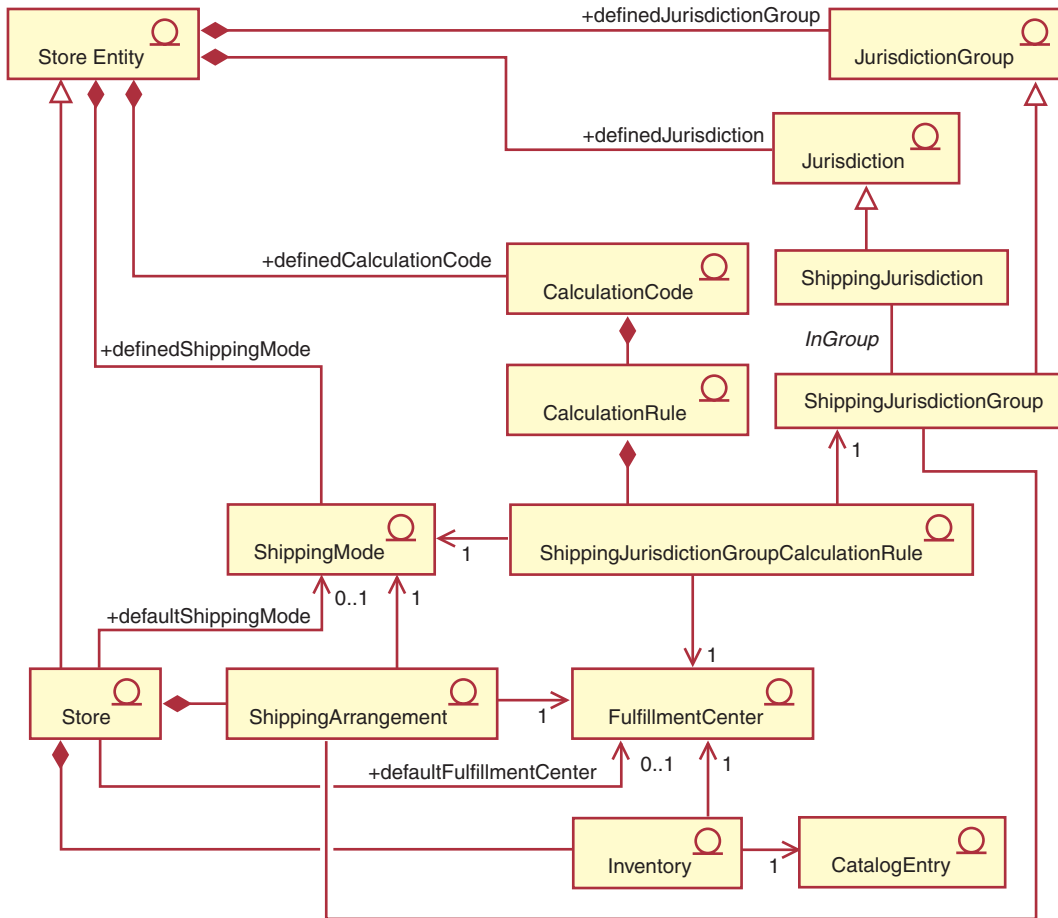 +definedJurisdictionGroup
Store Entity
JurisdictionGroup
+definedJurisdiction
Jurisdiction
+definedCalculationCode
ShippingJurisdiction
CalculationCode
InGroup
+definedShippingMode
ShippingJurisdictionGroup
CalculationRule
1
ShippingMode
1
ShippingJurisdictionGroupCalculationRule
0..1
1
+defaultShippingMode
1
Store
ShippingArrangement
1
FulfillmentCenter
+defaultFulfillmentCenter
0..1
1
Inventory
1
CatalogEntry